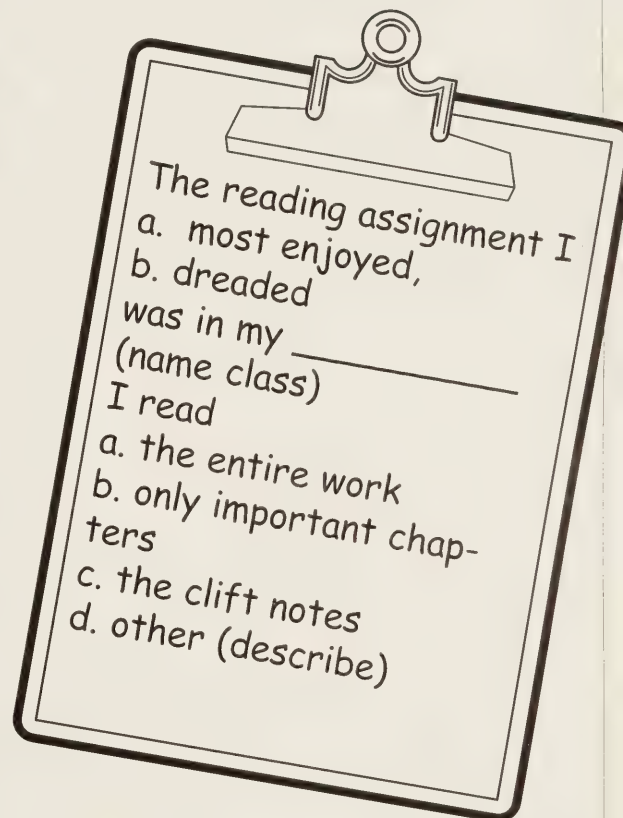 The reading assignment I
a. most enjoyed,
b. dreaded
was in my ____________
(name class)
I read
a. the entire work
b. only important chap-
ters
c. the clift notes
d. other (describe)